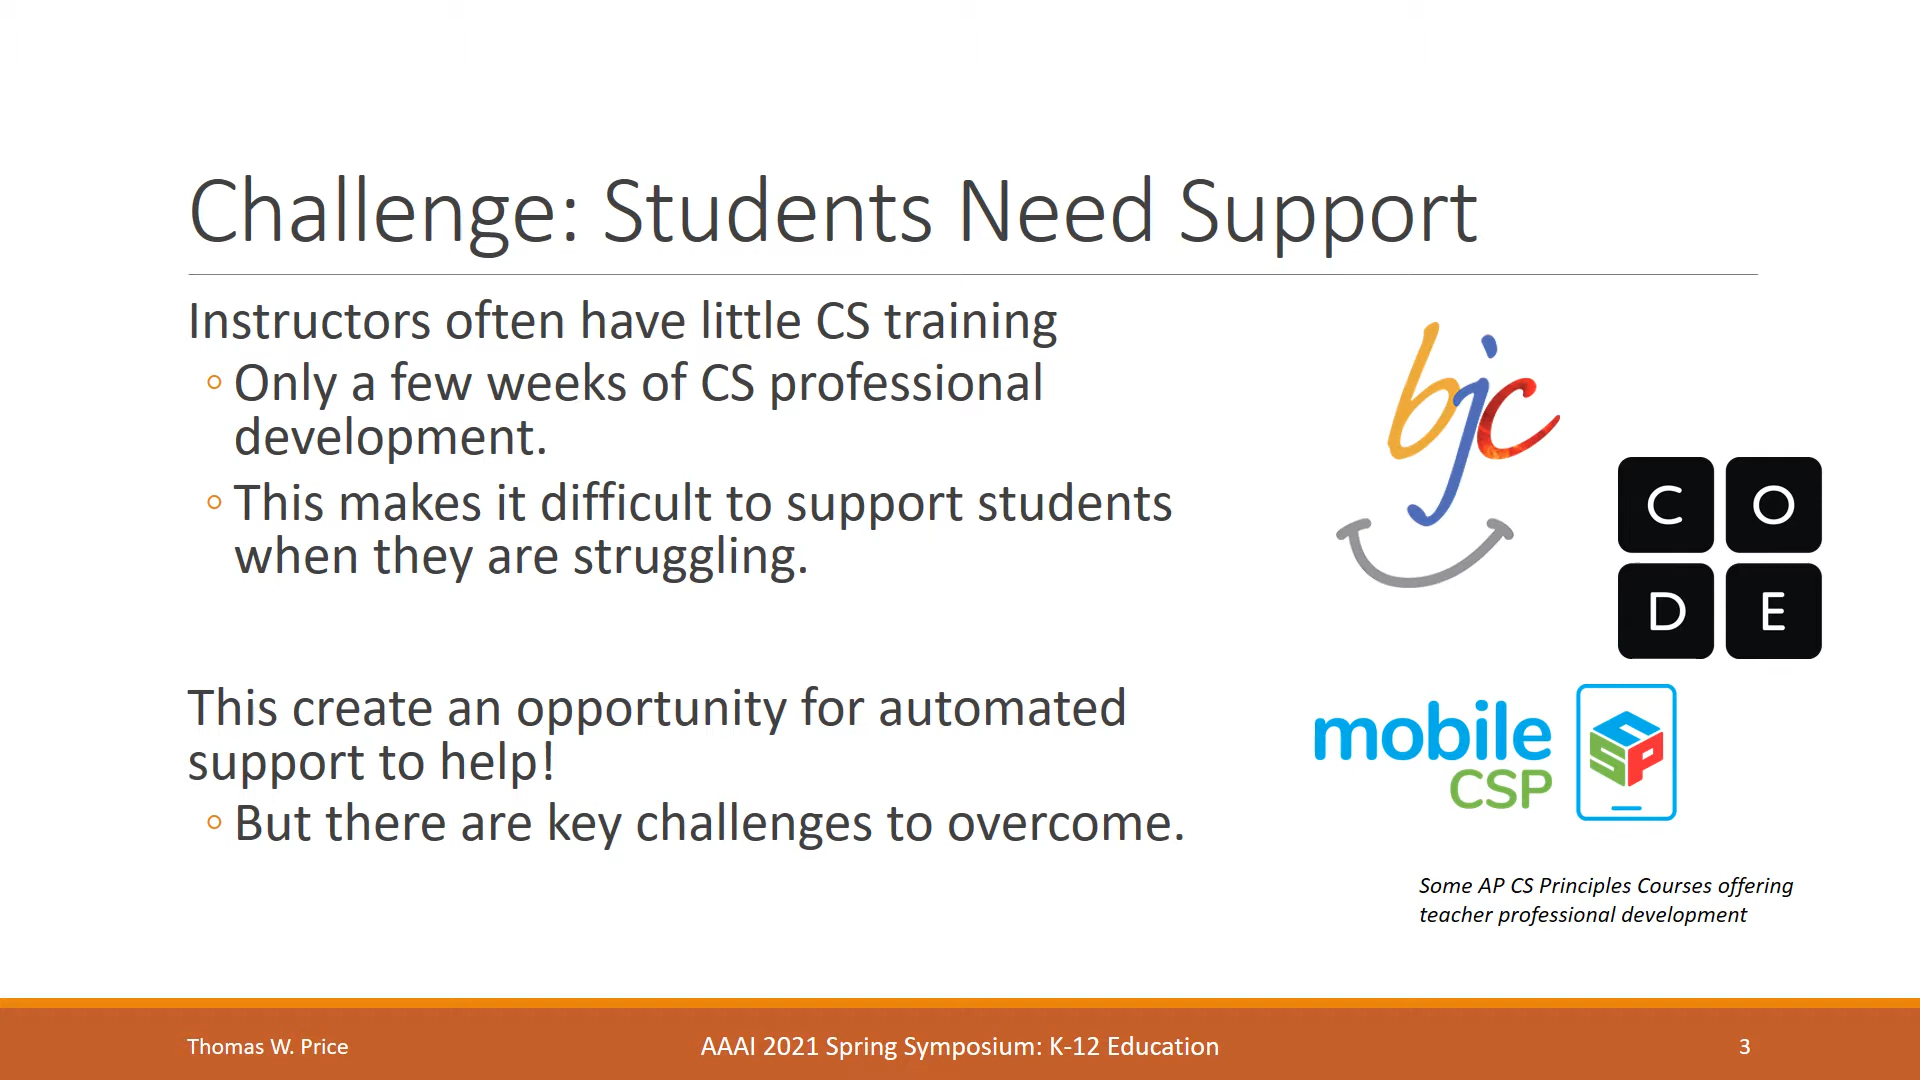 Challenge: Students Need Support
Instructors often have little CS training
◦ Only a few weeks of CS professional
development.
◦ This makes it difficult to support students
when they are struggling.
This create an opportunity for automated
support to help!
◦ But there are key challenges to overcome.
bjc
C O
D E
mobile
CSP
CSP
Some AP CS Principles Courses offering
teacher professional development
Thomas W. Price
AAAI 2021 Spring Symposium: K-12 Education
3